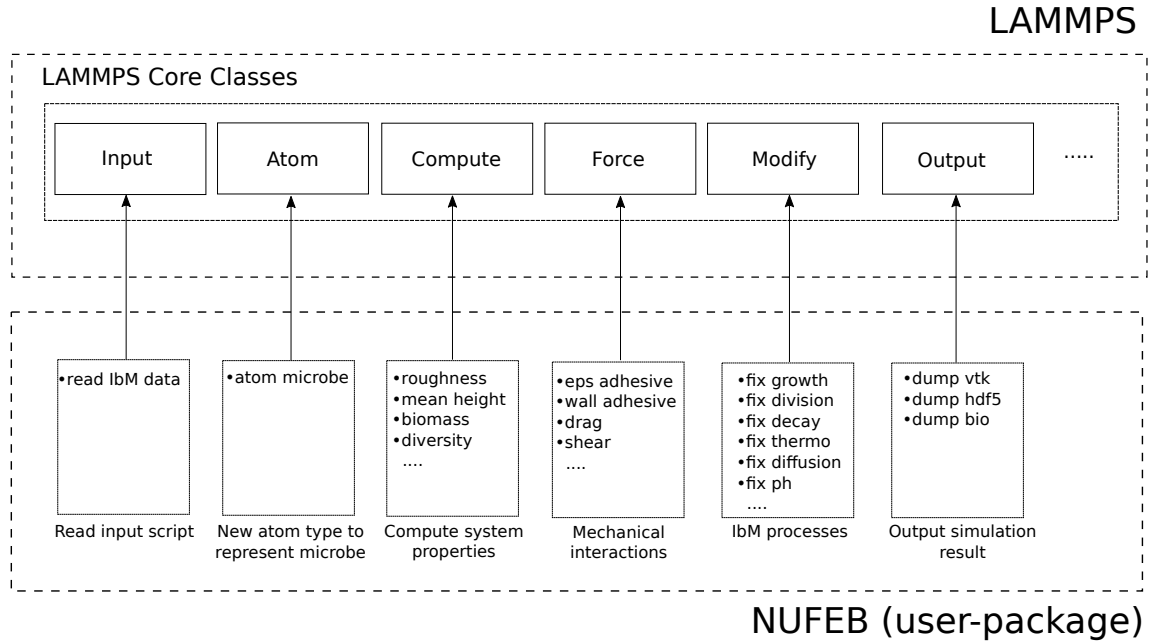 LAMMPS
LAMMPS Core Classes
Input
Atom
Compute
Force
Modify
Output
.....
•read IbM data
•atom microbe
•roughness
•mean height
•biomass
•diversity
....
•eps adhesive
•wall adhesive
•drag
•shear
....
•fix growth
•fix division
•fix decay
•fix thermo
•fix diffusion
•fix ph
....
•dump vtk
•dump hdf5
•dump bio
Read input script
New atom type to
represent microbe
Compute system
properties
Mechanical
interactions
IbM processes
Output simulation
result
NUFEB (user-package)